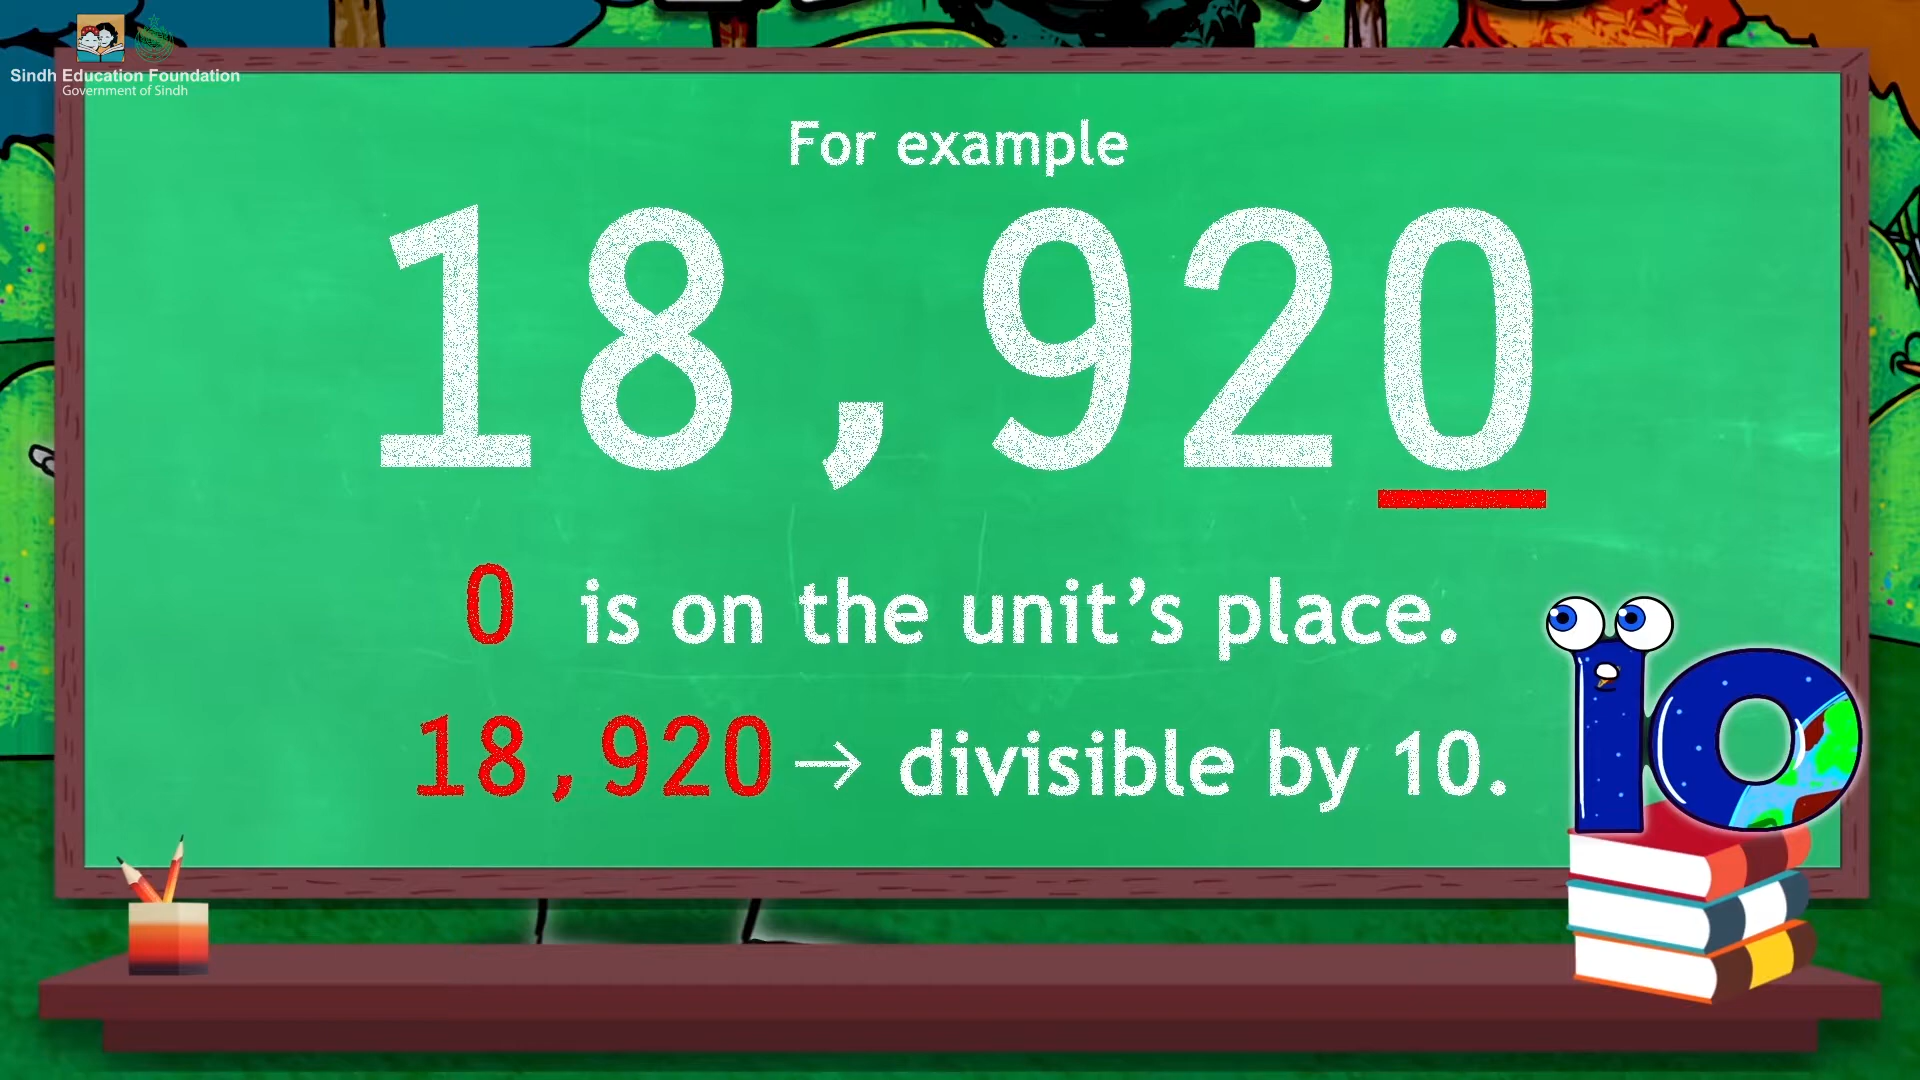 Sindh Education Foundation
Government of Sindh
For example
18,920
0 is on the unit’s place.
18,920 → divisible by 10.
10